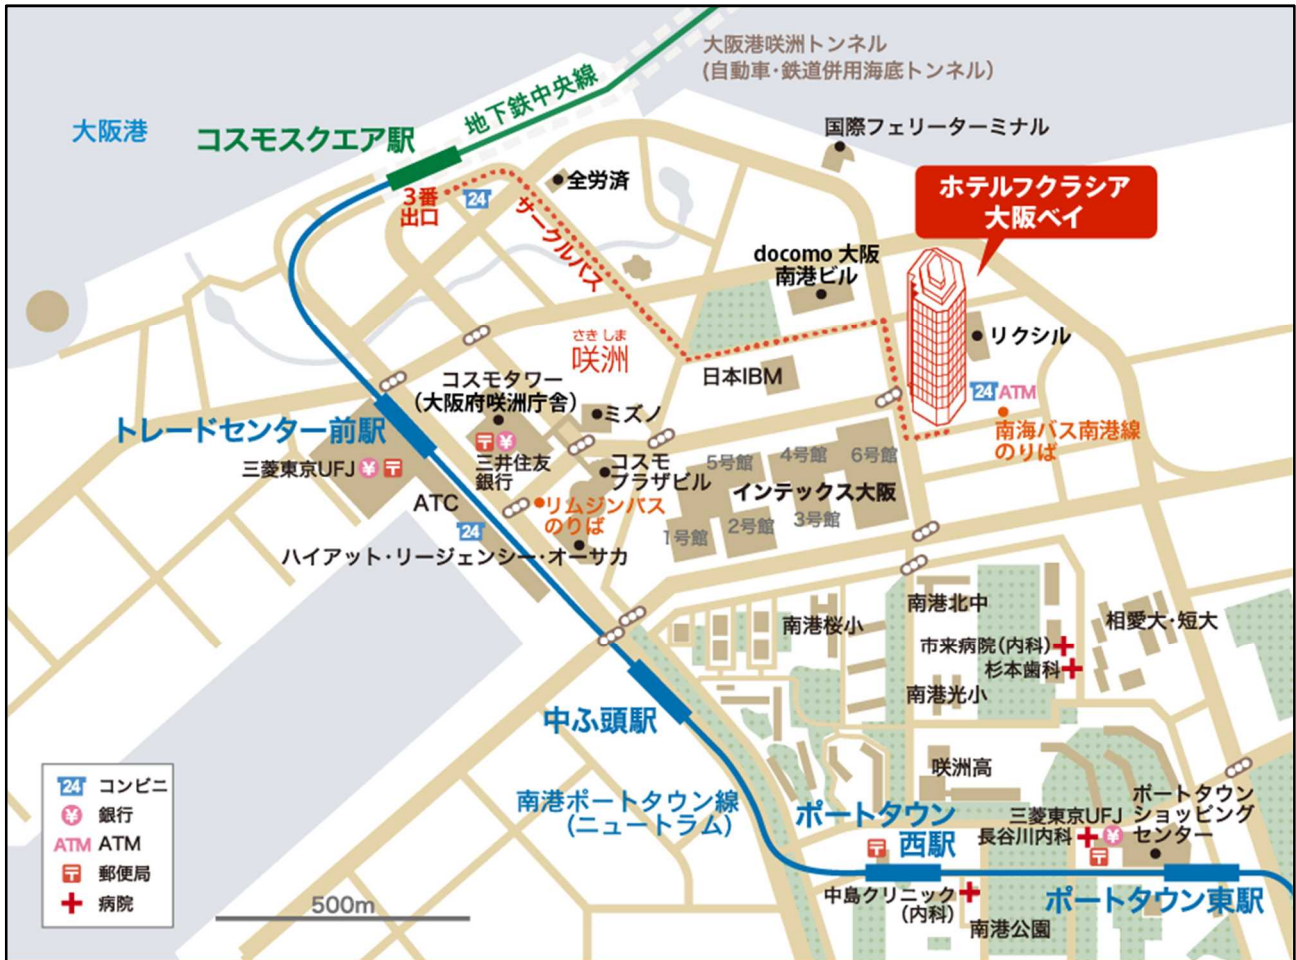 大阪港咲洲トンネル
(自動車・鉄道併用海底トンネル)
地下鉄中央線
大阪港
コスモスクエア駅
国際フェリーターミナル
3番
出口
24
全労済
ホテルフクラシア
大阪ベイ
サークルバス
docomo 大阪
南港ビル
さき しま
咲洲
リクシル
日本IBM
コスモタワー
(大阪府咲洲庁舎)
ミズノ
24 ATM
南海バス南港線
のりば
トレードセンター前駅
三菱東京UFJ ¥ 〒
〒 ¥
三井住友
銀行
コスモ
プラザビル
5号館
4号館
6号館
インテックス大阪
1号館
2号館
3号館
ATC
リムジンバス
のりば
24
ハイアット・リージェンシー・オーサカ
南港桜小
南港北中
相愛大・短大
市来病院(内科)
杉本歯科
南港光小
中ふ頭駅
咲洲高
南港ポートタウン線
(ニュートラム)
ポートタウン
西駅
〒
三菱東京UFJ
長谷川内科
¥
〒
ポートタウン
ショッピング
センター
中島クリニック
(内科)
南港公園
ポートタウン東駅
24 コンビニ
¥ 銀行
ATM ATM
〒 郵便局
病院
500m